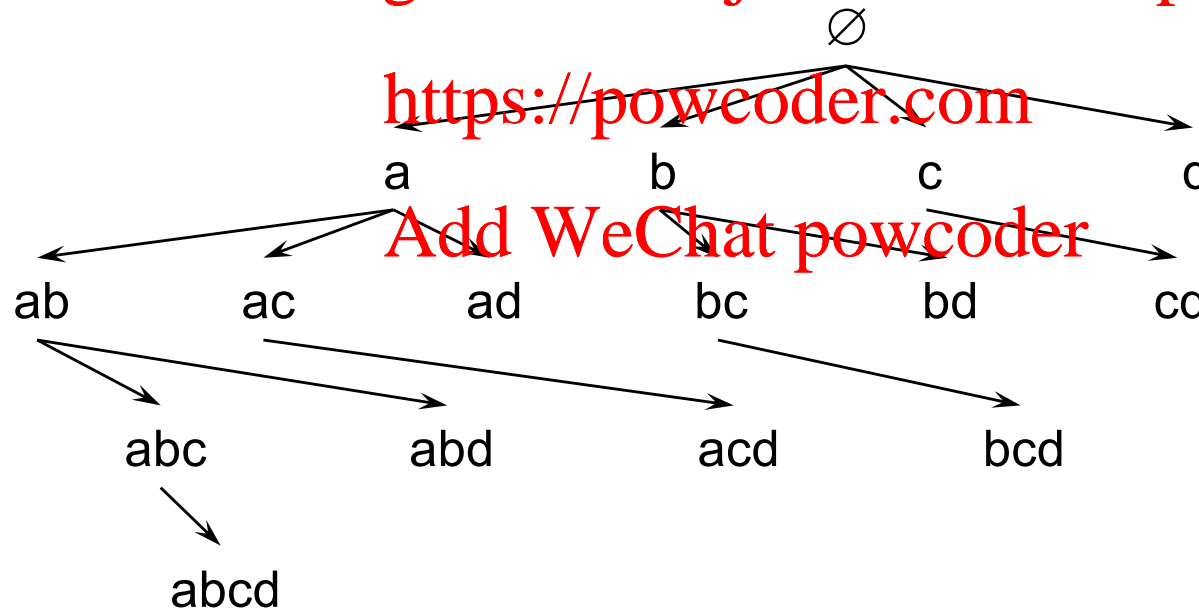 ∅
https://powcoder.com
a b c
Add WeChat powcoder
ab ac ad bc bd
abc abd acd bcd
abcd